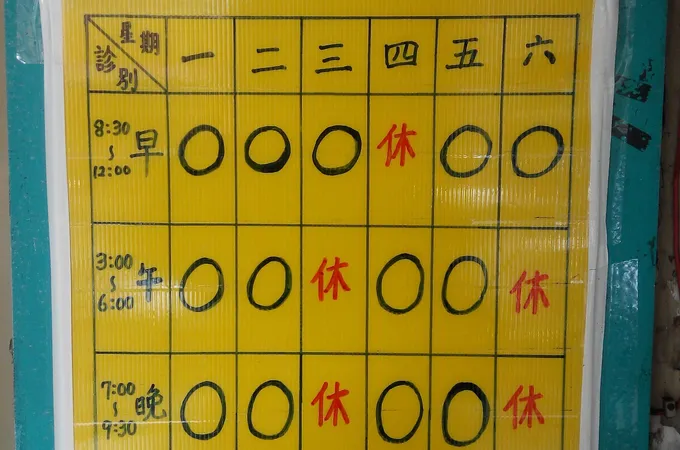 星期 診別 一 二 三 四 五 六
8:30~12:00 早 ○ ○ ○ 休 ○ ○
3:00~6:00 午 ○ ○ 休 ○ ○ 休
7:00~9:30 晚 ○ ○ 休 ○ ○ 休